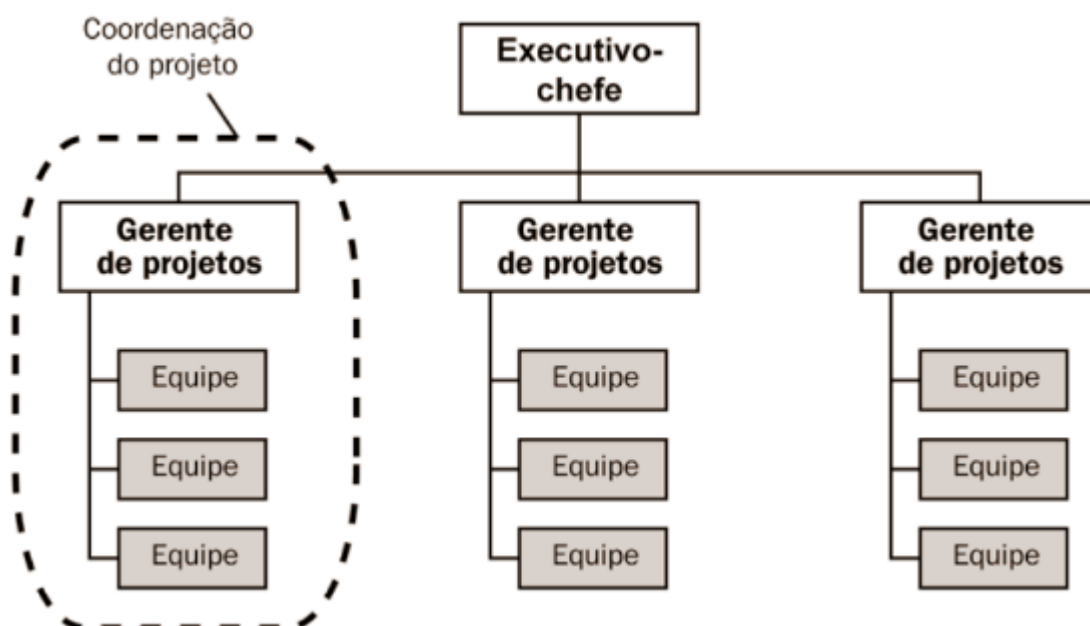 Coordenação
do projeto
Executivo-
chefe
Gerente
de projetos
Gerente
de projetos
Gerente
de projetos
Equipe
Equipe
Equipe
Equipe
Equipe
Equipe
Equipe
Equipe
Equipe